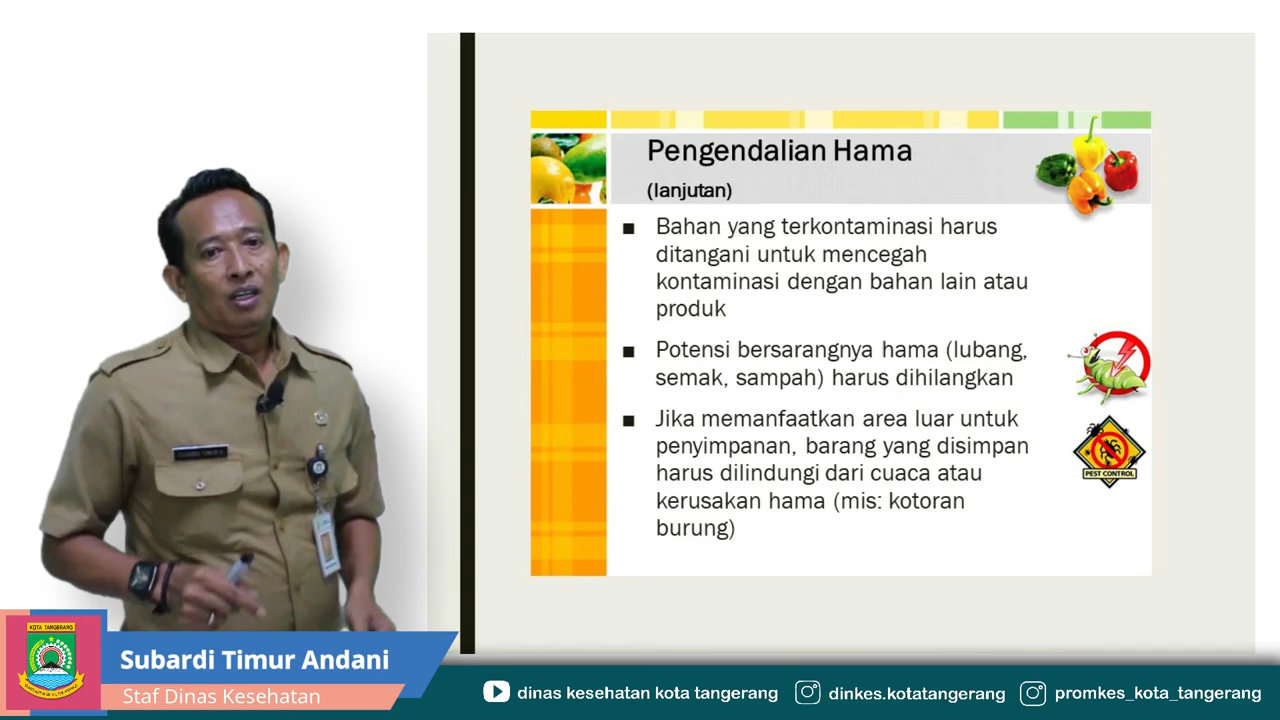 Pengendalian Hama
(lanjutan)
■ Bahan yang terkontaminasi harus
ditangani untuk mencegah
kontaminasi dengan bahan lain atau
produk
■ Potensi bersarangnya hama (lubang,
semak, sampah) harus dihilangkan
■ Jika memanfaatkan area luar untuk
penyimpanan, barang yang disimpan
harus dilindungi dari cuaca atau
kerusakan hama (mis: kotoran
burung)
PEST CONTROL
KOTA TANGERANG
Subardi Timur Andani
Staf Dinas Kesehatan
dinas kesehatan kota tangerang
dinkes.kotatangerang
promkes_kota_tangerang